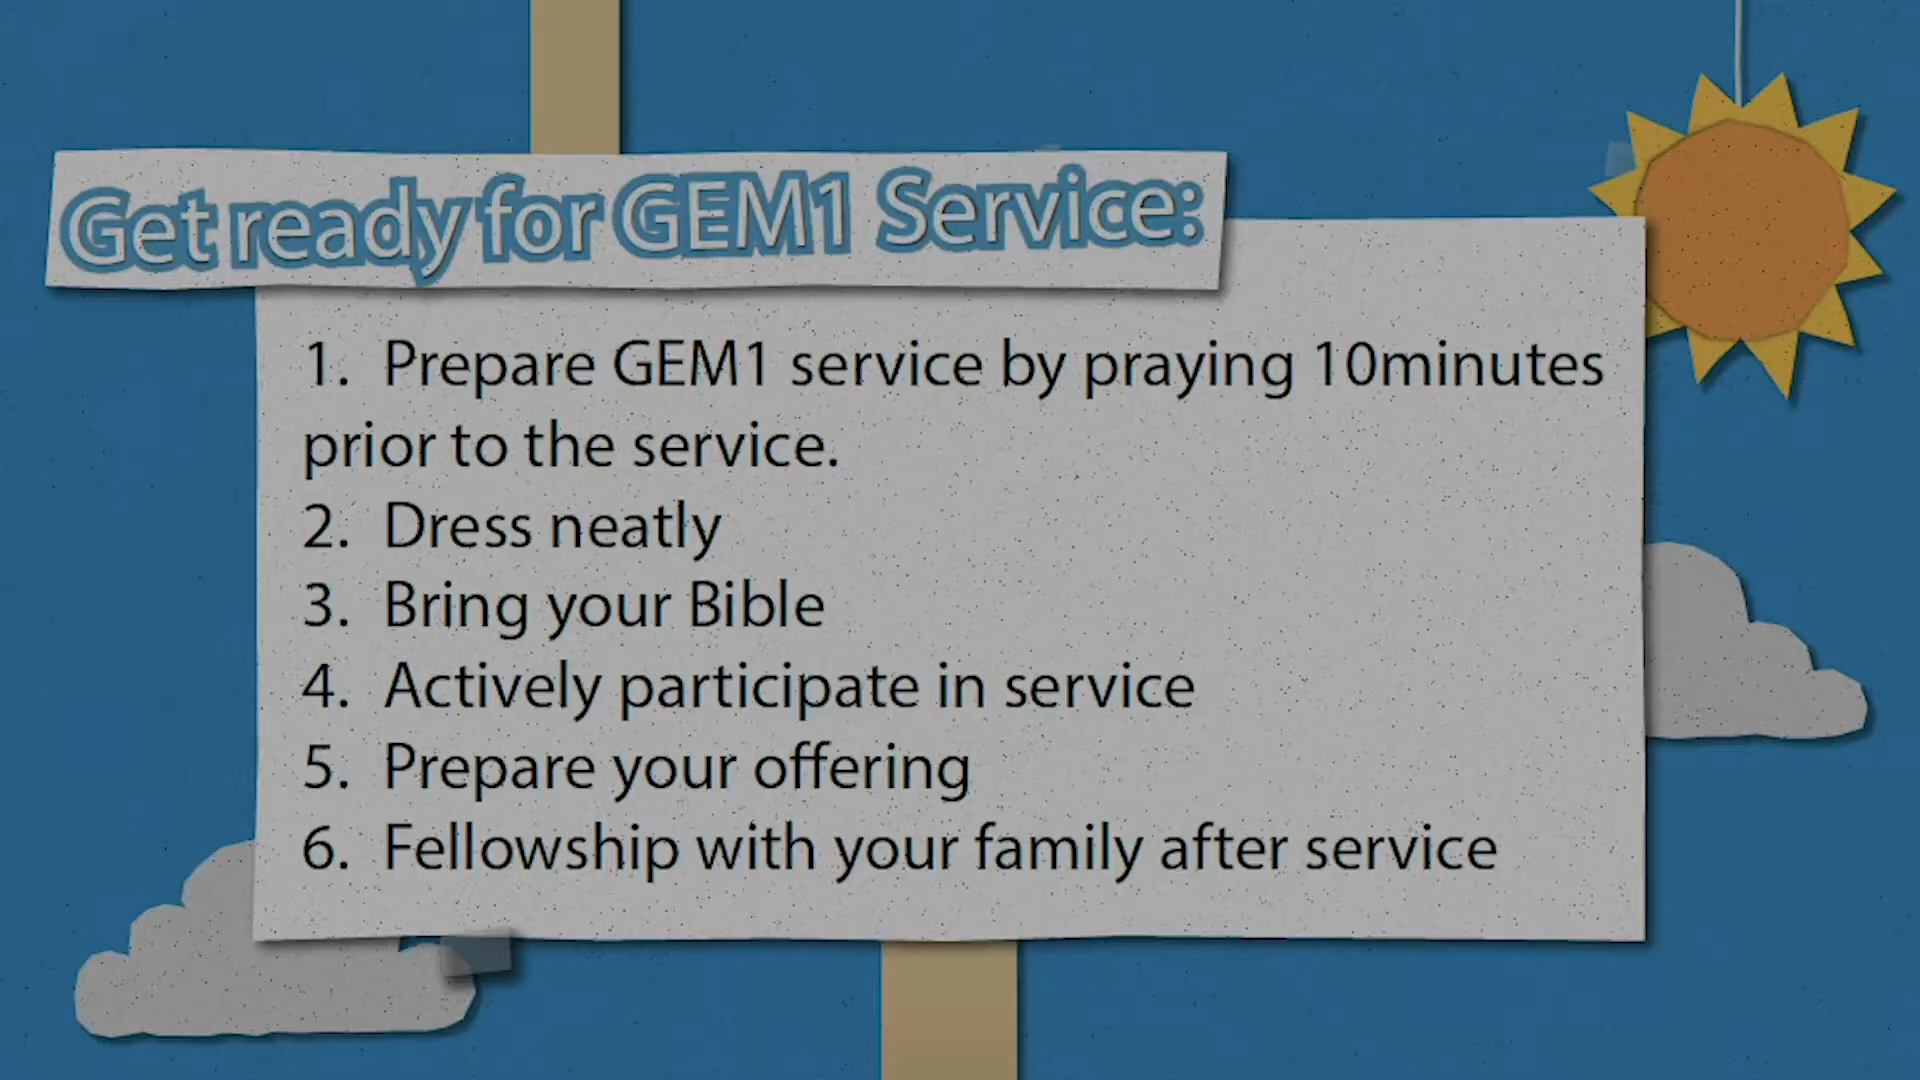 Get ready for GEM1 Service:
1. Prepare GEM1 service by praying 10minutes
prior to the service.
2. Dress neatly
3. Bring your Bible
4. Actively participate in service
5. Prepare your offering
6. Fellowship with your family after service